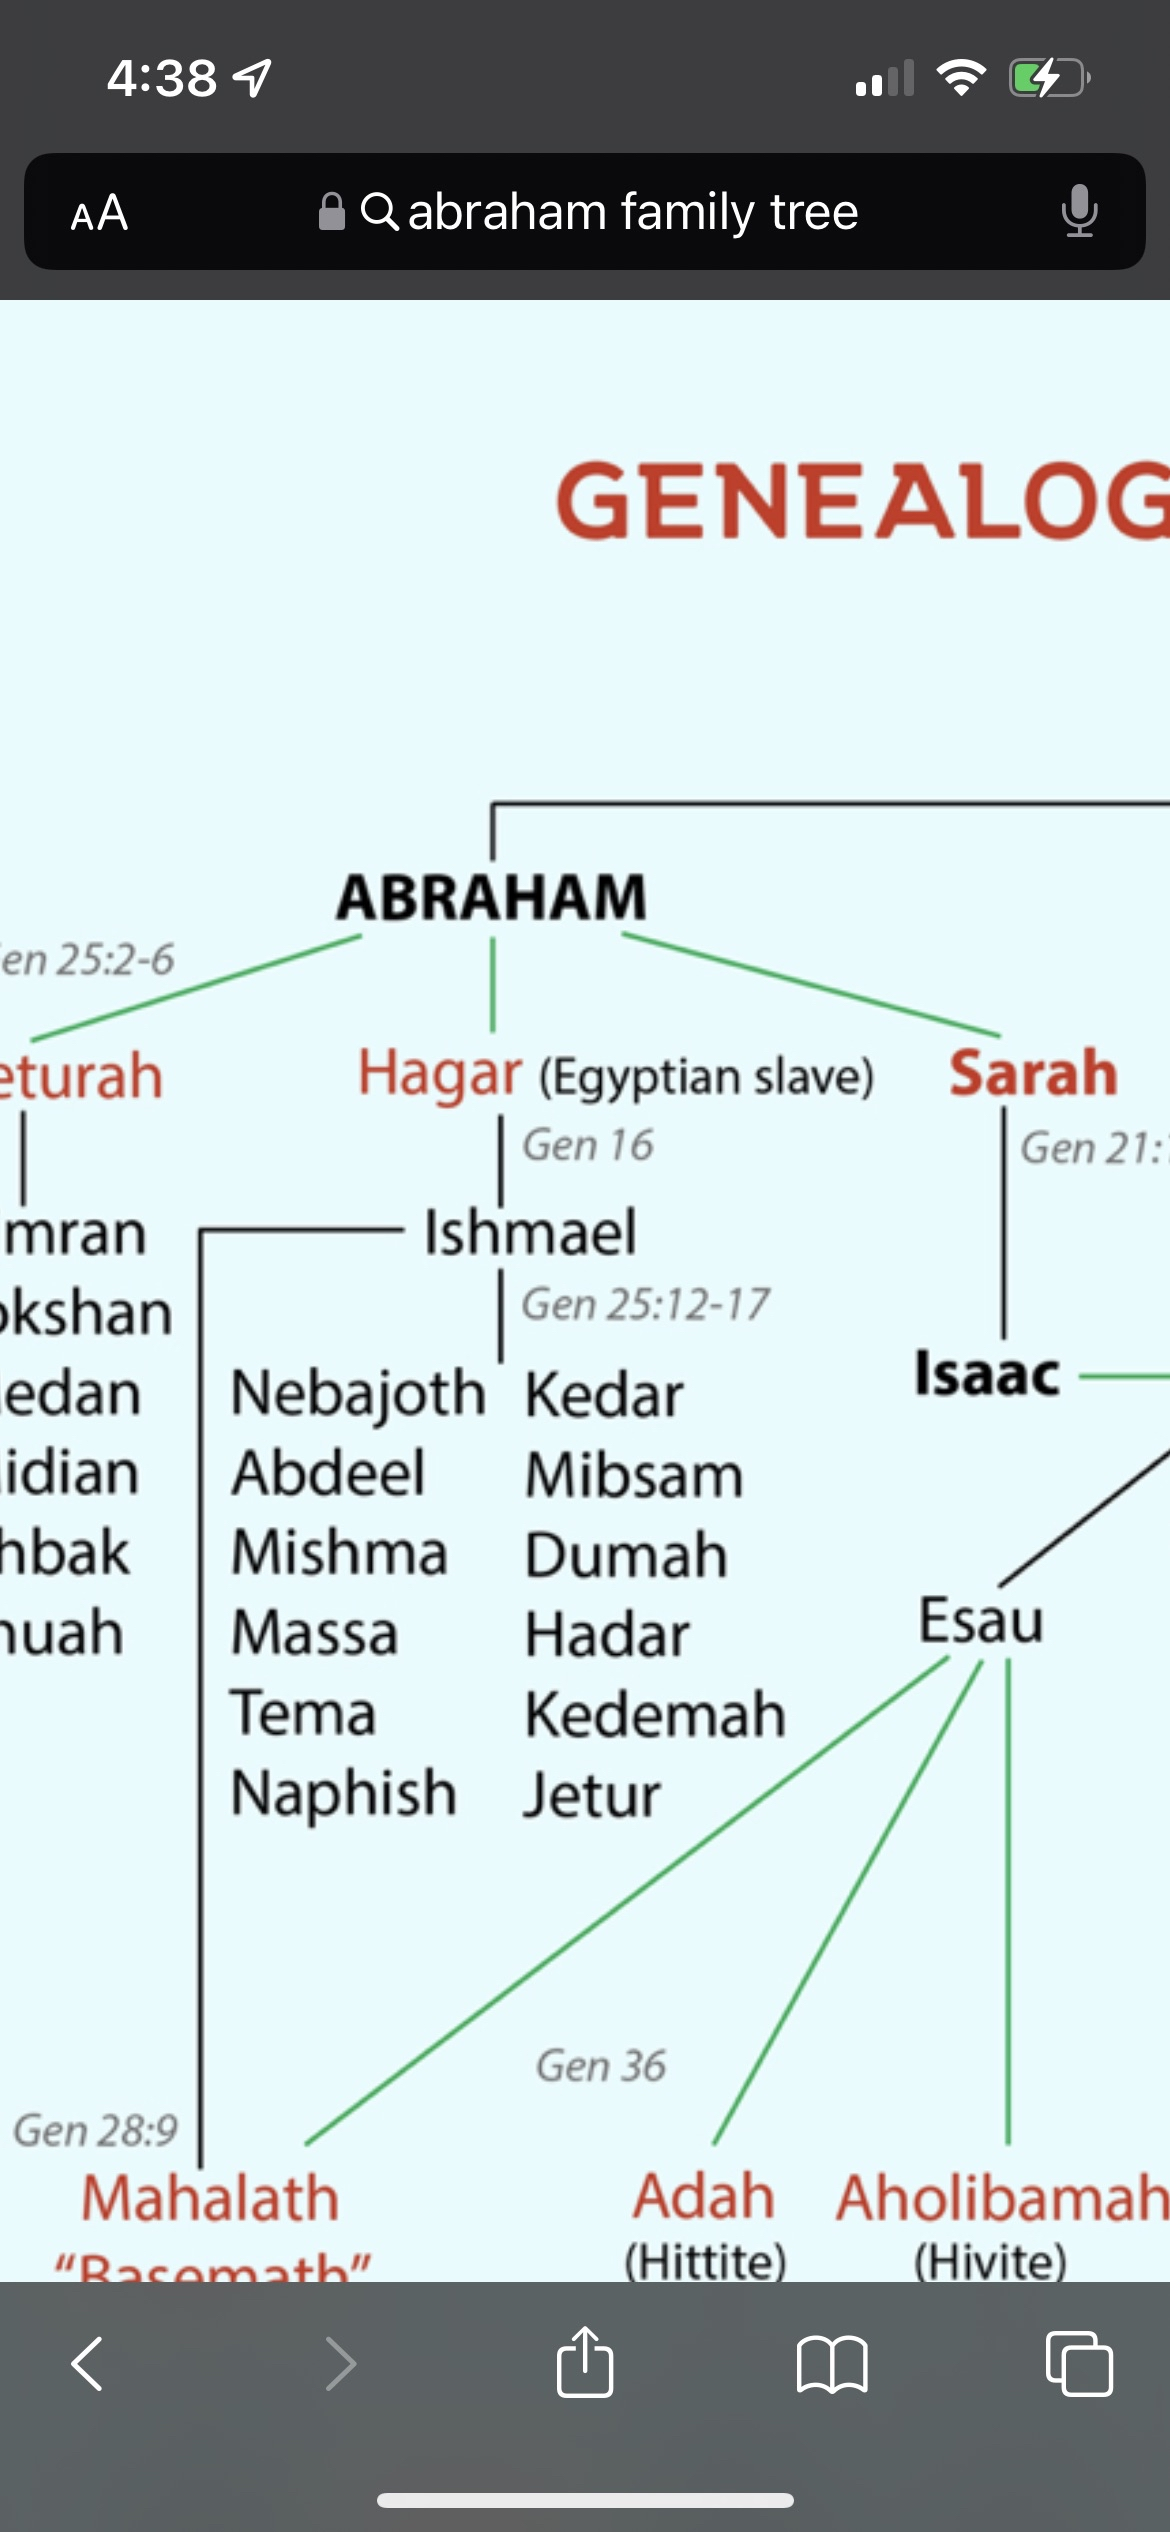 4:38
AA abraham family tree
GENEALOG
ABRAHAM
en 25:2-6
eturah Hagar (Egyptian slave) Sarah
Gen 16 Gen 21:
mran Ishmael
okshan Gen 25:12-17
edan Nebajoth Kedar Isaac
idian Abdeel Mibsam
hbak Mishma Dumah
huah Massa Hadar Esau
Tema Kedemah
Naphish Jetur
Gen 36
Gen 28:9
Mahalath Adah Aholibamah
"Basemath" (Hittite) (Hivite)